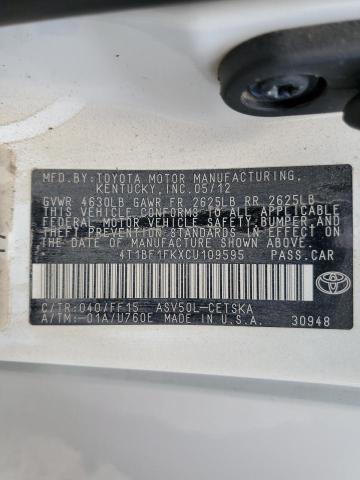 MFD.BY:TOYOTA MOTOR MANUFACTURING,
KENTUCKY,INC.05/12
GVWR 4630LB GAWR FR 2625LB RR 2625LB
THIS VEHICLE CONFORMS TO ALL APPLICABLE
FEDERAL MOTOR VEHICLE SAFETY, BUMPER AND
THEFT PREVENTION STANDARDS IN EFFECT ON
THE DATE OF MANUFACTURE SHOWN ABOVE.
4T1BF1FKXCU109595 PASS.CAR
C/TR:040/FF15 ASV50L-CETSKA
A/TM:-01A/U760E MADE IN U.S.A. 30948